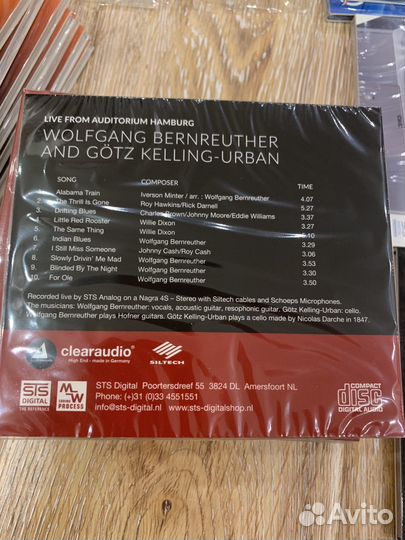 LIVE FROM AUDITORIUM HAMBURG
WOLFGANG BERNREUTHER
AND GÖTZ KELLING-URBAN
SONG COMPOSER TIME
1. Alabama Train Iverson Minter / arr. : Wolfgang Bernreuther 4.07
2. The Thrill Is Gone Roy Hawkins/Rick Darnell 5.27
3. Drifting Blues Charles Brown/Johnny Moore/Eddie Williams 3.37
4. Little Red Rooster Willie Dixon 3.27
5. The Same Thing Willie Dixon 5.10
6. Indian Blues Wolfgang Bernreuther 3.29
7. I Still Miss Someone Johnny Cash/Roy Cash 3.06
8. Slowly Drivin' Me Mad Wolfgang Bernreuther 3.53
9. Blinded By The Night Wolfgang Bernreuther 3.30
10. For Ole Wolfgang Bernreuther 3.50
Recorded live by STS Analog on a Nagra 4S – Stereo with Siltech cables and Schoeps Microphones.
The musicians: Wolfgang Bernreuther: vocals, acoustic guitar, resophonic guitar. Götz Kelling-Urban: cello.
Wolfgang Bernreuther plays Hofner guitars. Götz Kelling-Urban plays a cello made by Nicolas Darche in 1847.
clearaudio
High End - made in Germany
SILTECH
STS
DIGITAL
THE REFERENCE
MW
CODING
PROCESS
STS Digital Poortersdreef 55 3824 DL Amersfoort NL
Phone: (+)31 (0)33 4551551
info@sts-digital.nl www.sts-digitalshop.nl
COMPACT
disc
DIGITAL AUDIO
Avito